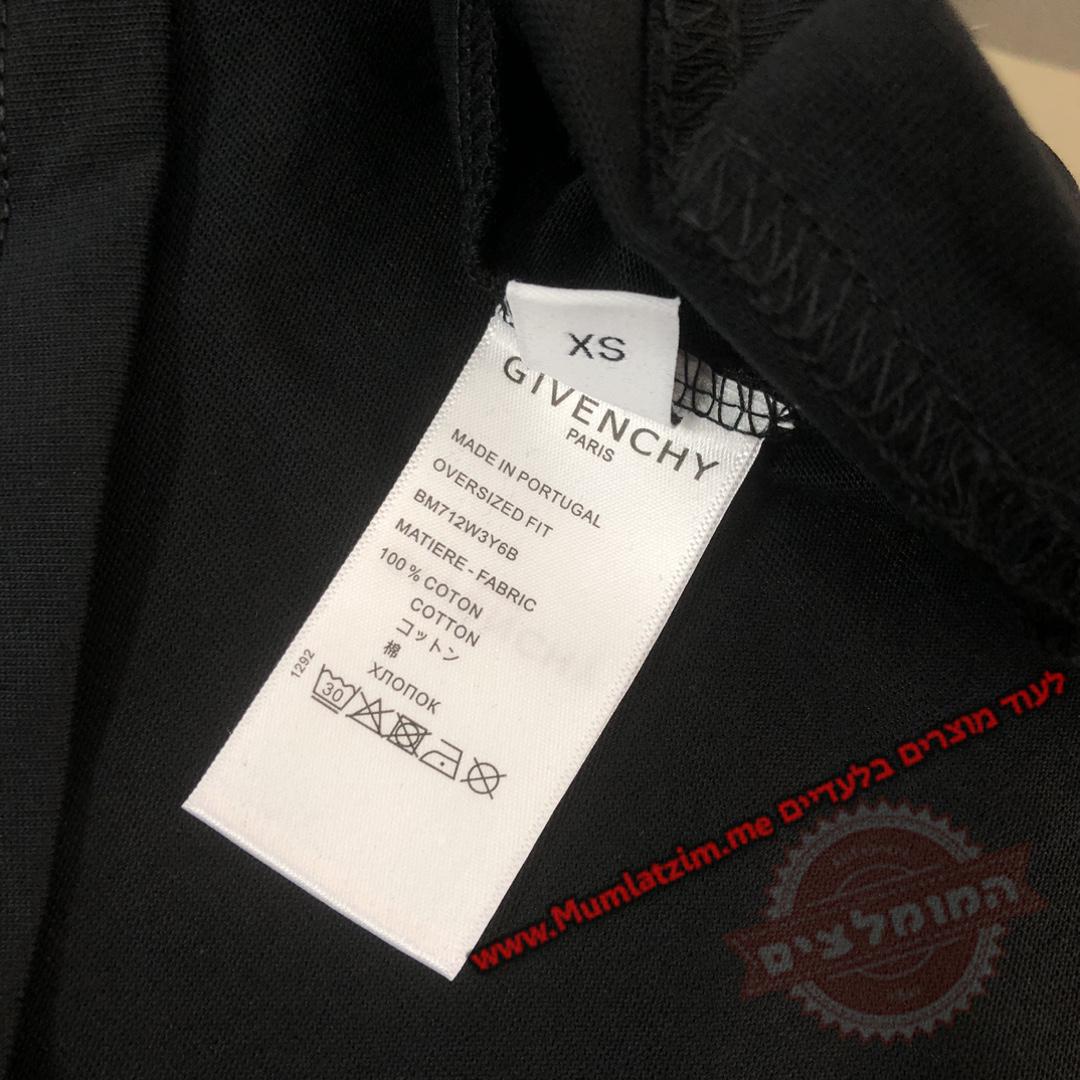 XS
GIVENCHY
PARIS
MADE IN PORTUGAL
OVERSIZED FIT
BM712W3Y6B
MATIERE - FABRIC
100 % COTON
COTTON
コットン
棉
ХЛОПОК
1292
30
www.Mumlatzim.me לעוד מוצרים בלעדיים
המומלצים